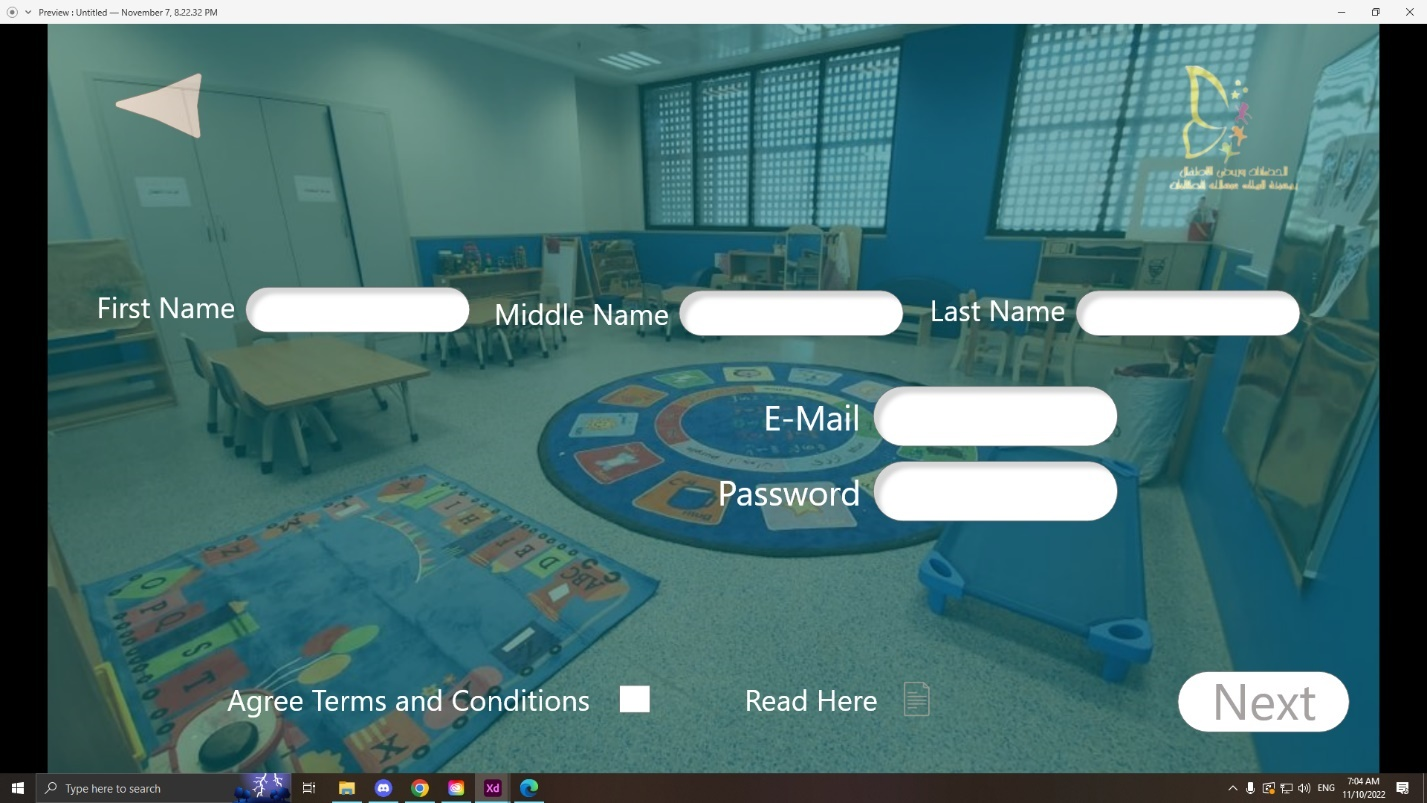 Preview : Untitled — November 7, 8.22.32 PM
First Name
Middle Name
Last Name
E-Mail
Password
Agree Terms and Conditions
Read Here
Next
Type here to search
Xd
ENG
7:04 AM
11/10/2022